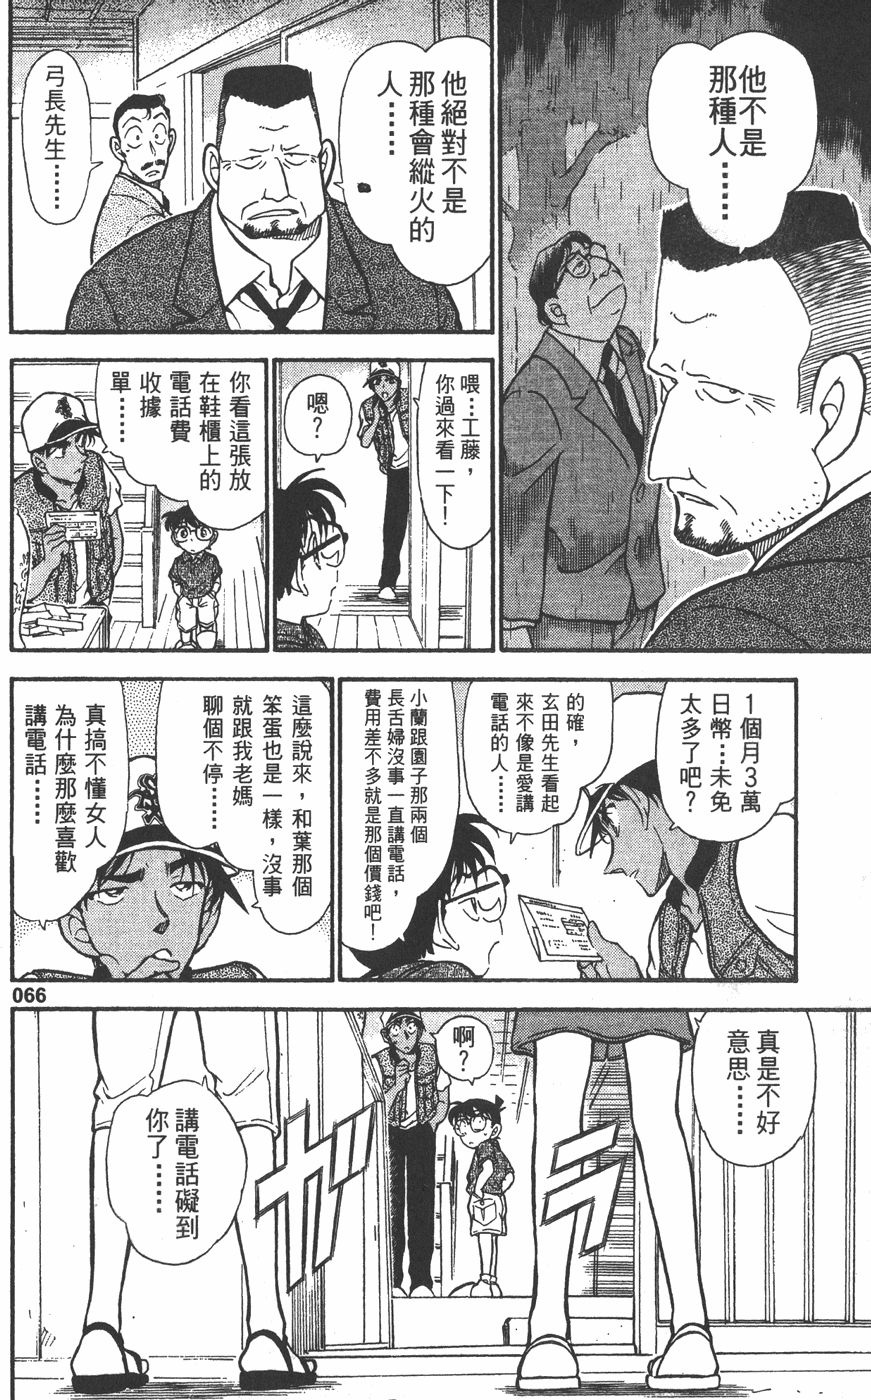 他不是
那種人……
他絕對不是
那種會縱火的
人……
弓長先生……
喂…工藤，
你過來看一下！
嗯？
你看這張放
在鞋櫃上的
電話費
收據
單……
1個月3萬
日幣…未免
太多了吧？
的確，
玄田先生看起
來不像是愛講
電話的人……
小蘭跟園子那兩個
長舌婦沒事一直講電話，
費用差不多就是那個價錢吧！
這麼說來，和葉那個
笨蛋也是一樣，沒事
就跟我老媽
聊個不停……
真搞不懂女人
為什麼那麼喜歡
講電話……
066
真是不好
意思……
啊？
ガラ
講電話礙到
你了……